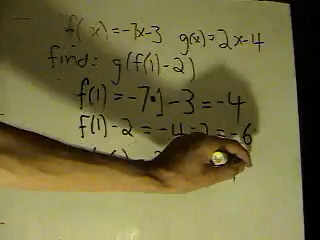 f(x)=-7x-3 g(x)=2x-4
find: g(f(1)-2)
f(1)=-7·1-3=-4
f(1)-2=-4-2=-6